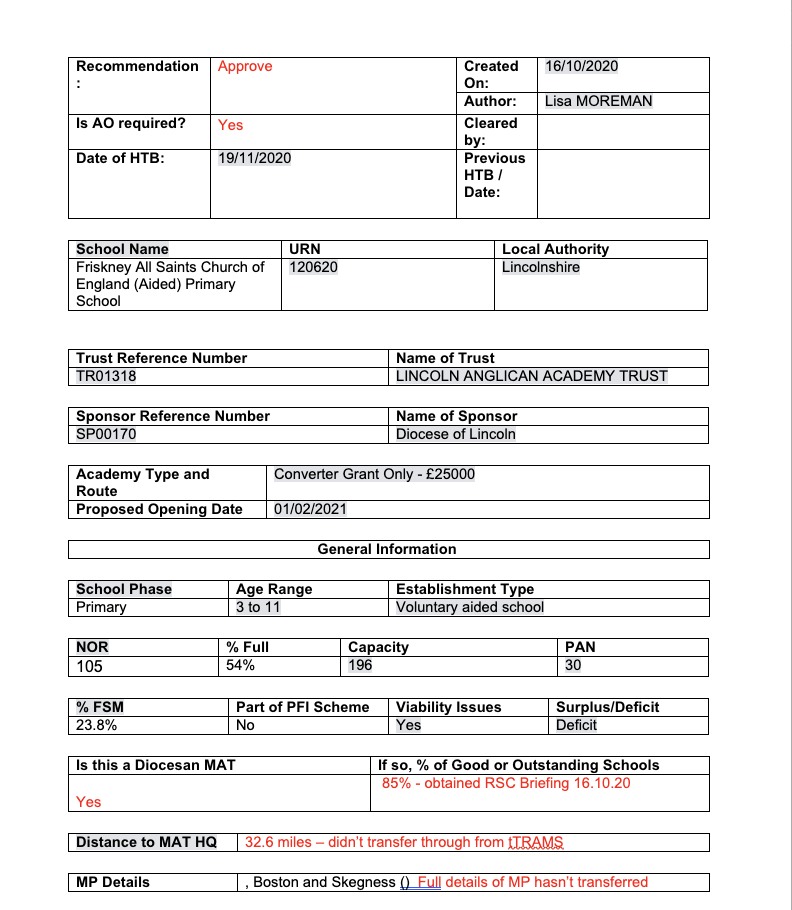 Recommendation Approve Created 16/10/2020
: On:
Author: Lisa MOREMAN
Is AO required? Yes Cleared
by:
Date of HTB: 19/11/2020 Previous
HTB /
Date:
School Name URN Local Authority
Friskney All Saints Church of 120620 Lincolnshire
England (Aided) Primary
School
Trust Reference Number Name of Trust
TR01318 LINCOLN ANGLICAN ACADEMY TRUST
Sponsor Reference Number Name of Sponsor
SP00170 Diocese of Lincoln
Academy Type and Converter Grant Only - £25000
Route
Proposed Opening Date 01/02/2021
General Information
School Phase Age Range Establishment Type
Primary 3 to 11 Voluntary aided school
NOR % Full Capacity PAN
105 54% 196 30
% FSM Part of PFI Scheme Viability Issues Surplus/Deficit
23.8% No Yes Deficit
Is this a Diocesan MAT If so, % of Good or Outstanding Schools
85% - obtained RSC Briefing 16.10.20
Yes
Distance to MAT HQ 32.6 miles – didn't transfer through from tTRAMS
MP Details , Boston and Skegness () Full details of MP hasn't transferred